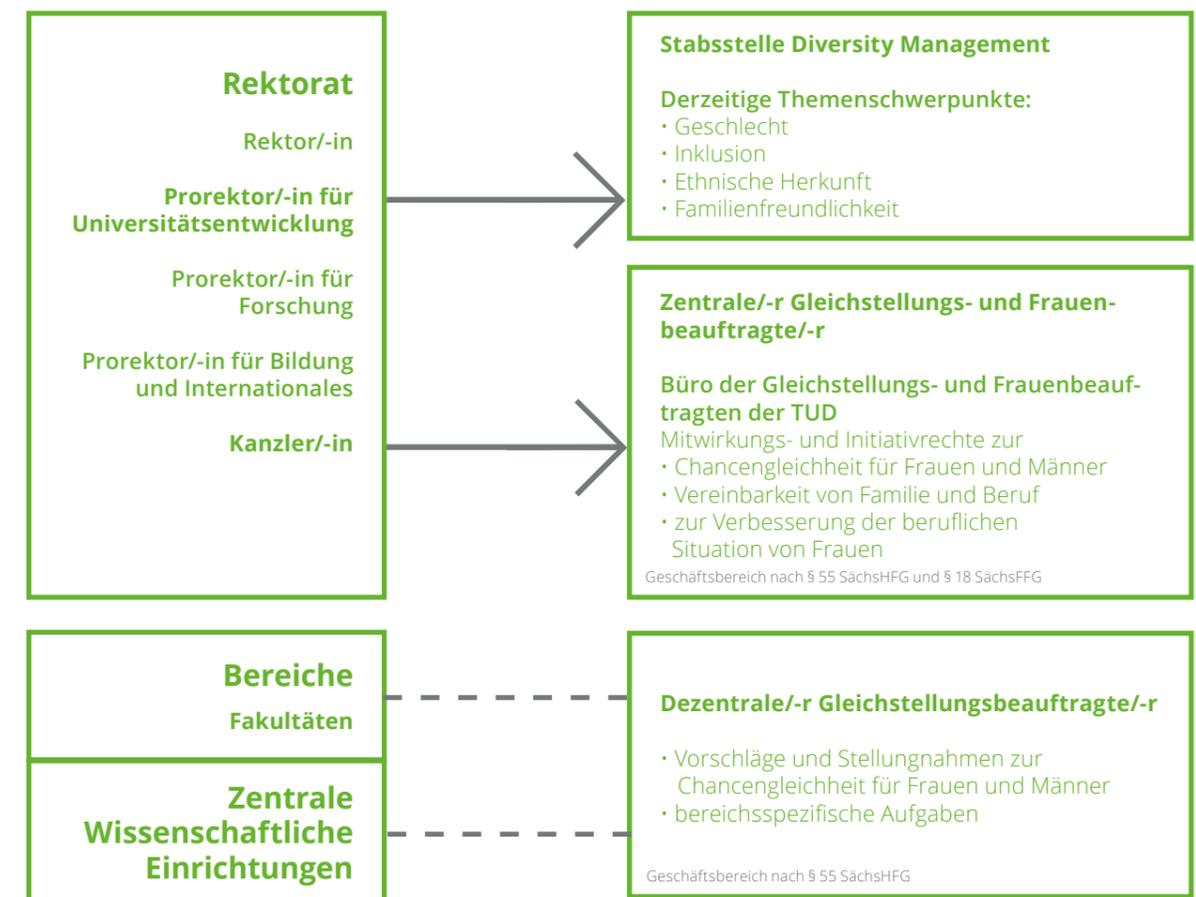 Rektorat
Rektor/-in
Prorektor/-in für
Universitätsentwicklung
Prorektor/-in für
Forschung
Prorektor/-in für Bildung
und Internationales
Kanzler/-in
Stabsstelle Diversity Management
Derzeitige Themenschwerpunkte:
• Geschlecht
• Inklusion
• Ethnische Herkunft
• Familienfreundlichkeit
Zentrale/-r Gleichstellungs- und Frauen-
beauftragte/-r
Büro der Gleichstellungs- und Frauenbeauf-
tragten der TUD
Mitwirkungs- und Initiativrechte zur
• Chancengleichheit für Frauen und Männer
• Vereinbarkeit von Familie und Beruf
• zur Verbesserung der beruflichen
Situation von Frauen
Geschäftsbereich nach § 55 SächsHFG und § 18 SächsFFG
Bereiche
Fakultäten
Zentrale
Wissenschaftliche
Einrichtungen
Dezentrale/-r Gleichstellungsbeauftragte/-r
• Vorschläge und Stellungnahmen zur
Chancengleichheit für Frauen und Männer
• bereichsspezifische Aufgaben
Geschäftsbereich nach § 55 SächsHFG